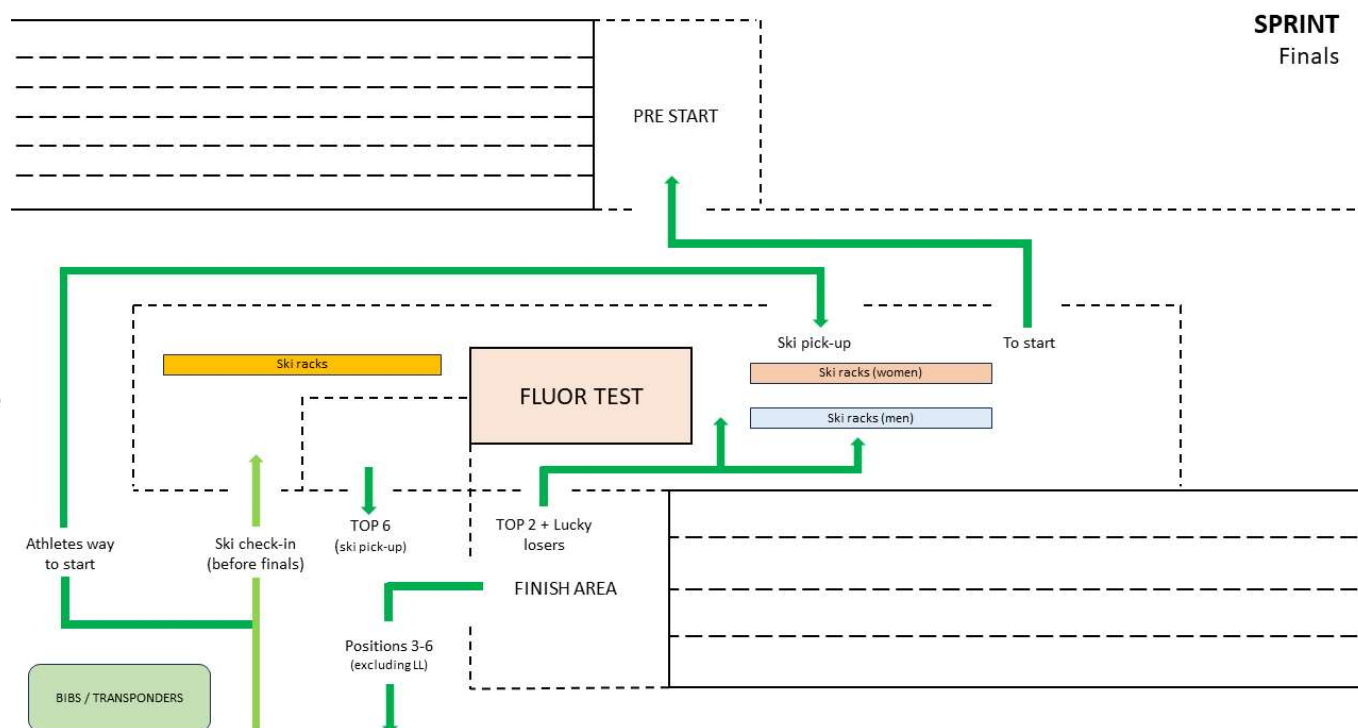 SPRINT
Finals
PRE START
Ski pick-up
To start
Ski racks
Ski racks (women)
FLUOR TEST
Ski racks (men)
Athletes way
to start
Ski check-in
(before finals)
TOP 6
(ski pick-up)
TOP 2 + Lucky
losers
FINISH AREA
Positions 3-6
(excluding LL)
BIBS / TRANSPONDERS